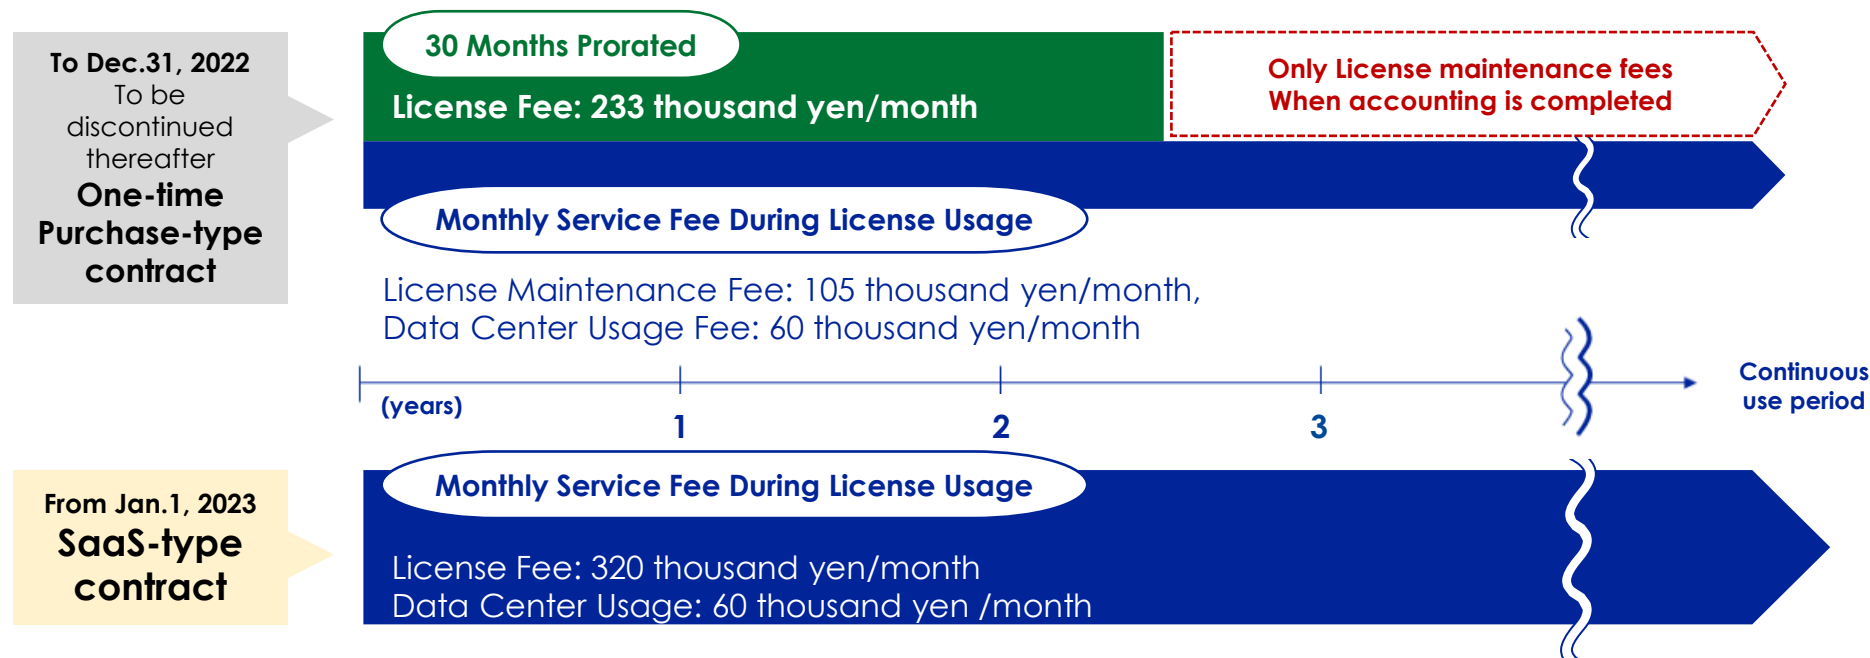 To Dec.31, 2022
To be
discontinued
thereafter
One-time
Purchase-type
contract
30 Months Prorated
License Fee: 233 thousand yen/month
Only License maintenance fees
When accounting is completed
Monthly Service Fee During License Usage
License Maintenance Fee: 105 thousand yen/month,
Data Center Usage Fee: 60 thousand yen/month
(years)
1
2
3
Continuous
use period
From Jan.1, 2023
SaaS-type
contract
Monthly Service Fee During License Usage
License Fee: 320 thousand yen/month
Data Center Usage: 60 thousand yen /month